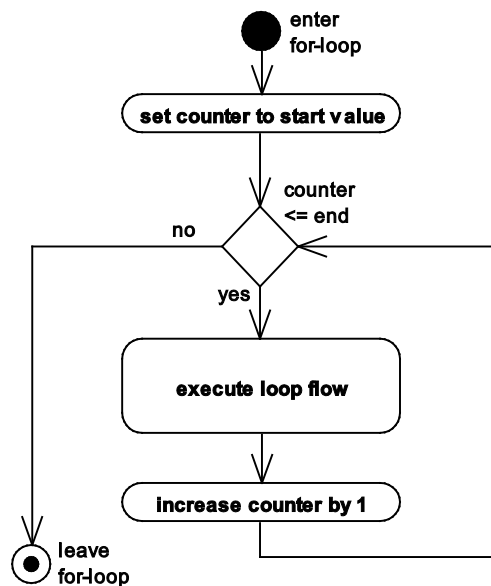 enter
for-loop
set counter to start value
counter
<= end
no
yes
execute loop flow
increase counter by 1
leave
for-loop